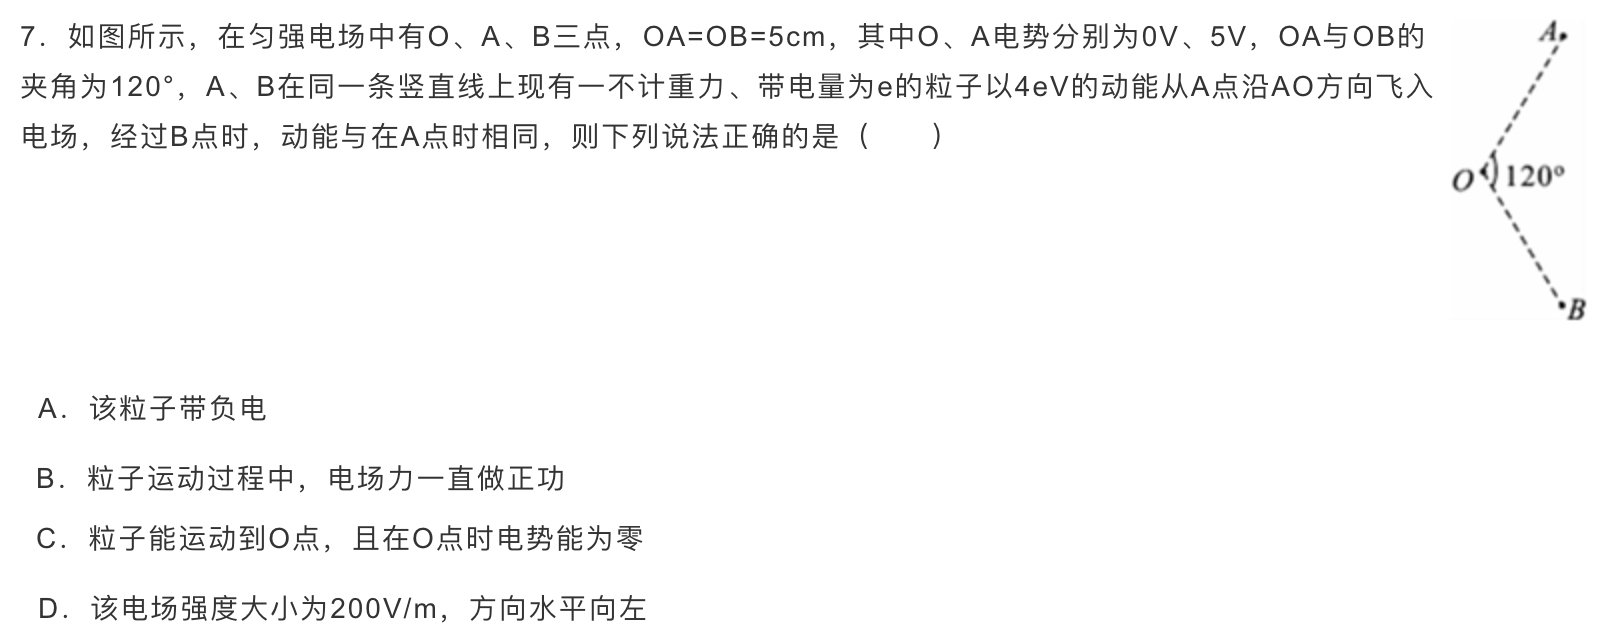 7．如图所示，在匀强电场中有O、A、B三点，OA=OB=5cm，其中O、A电势分别为0V、5V，OA与OB的
夹角为120°，A、B在同一条竖直线上现有一不计重力、带电量为e的粒子以4eV的动能从A点沿AO方向飞入
电场，经过B点时，动能与在A点时相同，则下列说法正确的是（　　）
A
O
120°
B
A．该粒子带负电
B．粒子运动过程中，电场力一直做正功
C．粒子能运动到O点，且在O点时电势能为零
D．该电场强度大小为200V/m，方向水平向左